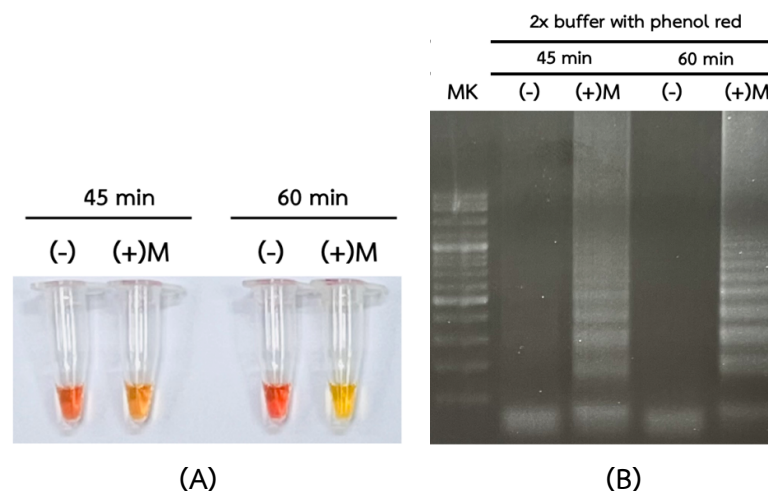 45 min 60 min
(-) (+)M (-) (+)M
(A)
2x buffer with phenol red
45 min 60 min
MK (-) (+)M (-) (+)M
(B)